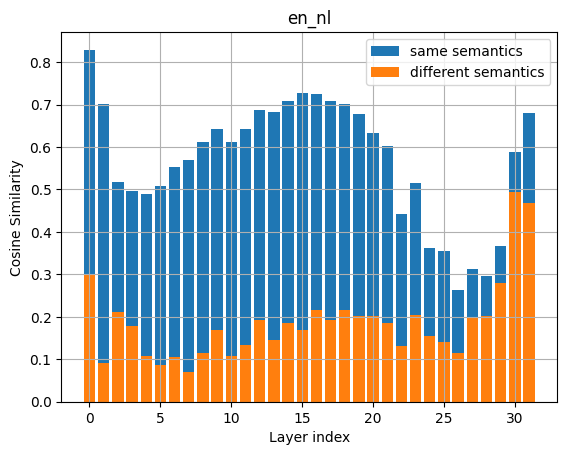 en_nl
same semantics
different semantics
Cosine Similarity
0.8
0.7
0.6
0.5
0.4
0.3
0.2
0.1
0.0
0 5 10 15 20 25 30
Layer index